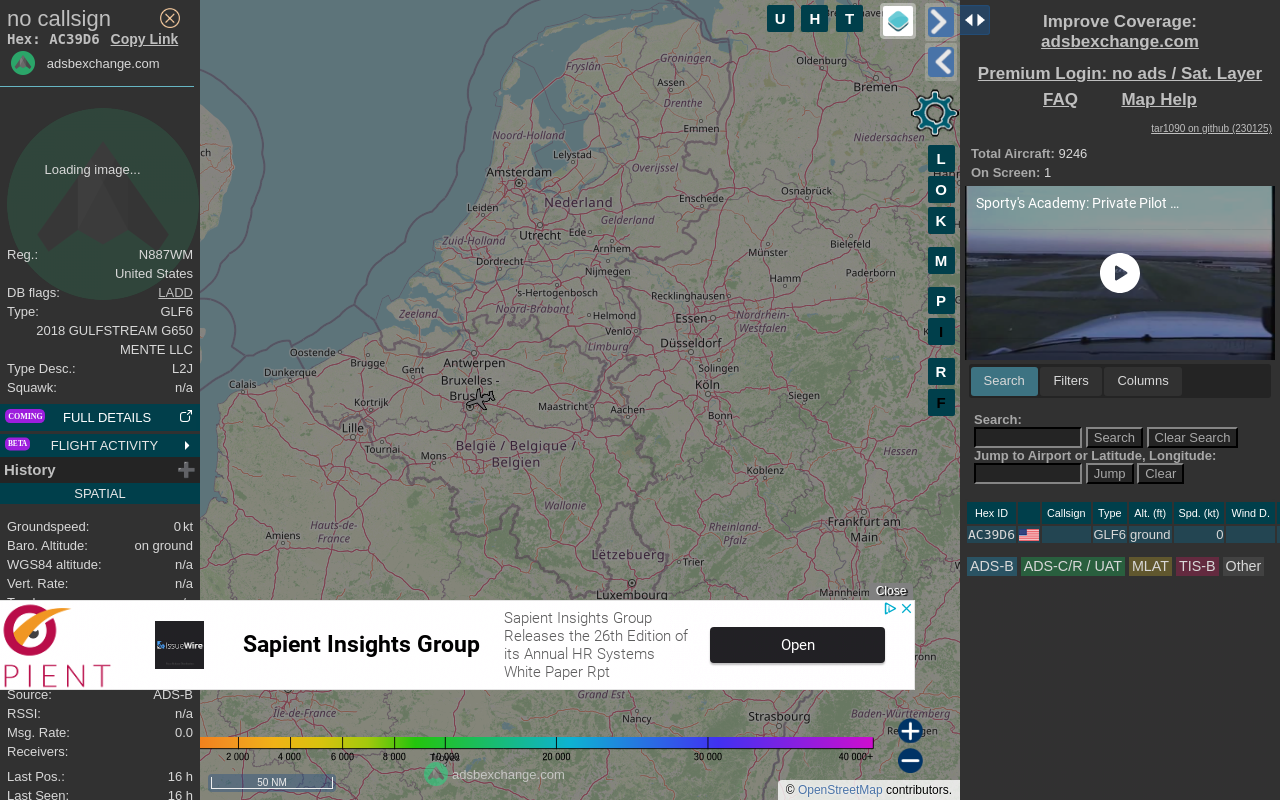 no callsign
Hex: AC39D6 Copy Link
adsbexchange.com
Loading image...
Reg.: N887WM
United States
DB flags: LADD
Type: GLF6
2018 GULFSTREAM G650
MENTE LLC
Type Desc.: L2J
Squawk: n/a
COMING FULL DETAILS
BETA FLIGHT ACTIVITY
History
SPATIAL
Groundspeed: 0 kt
Baro. Altitude: on ground
WGS84 altitude: n/a
Vert. Rate: n/a
Source: ADS-B
RSSI: n/a
Msg. Rate: 0.0
Receivers:
Last Pos.: 16 h
Last Seen: 16 h
U H T
L
O
K
M
P
I
R
F
Groningen
Oldenburg
Fryslân
Assen
Bremen
Drenthe
Emmen
Noord-Holland
Niedersachsen
Lelystad
Overijssel
Amsterdam
Osnabrück
Enschede
Leiden
Nederland
Gelderland
Utrecht
Ede
Zuid-Holland
Arnhem
Münster
Bielefeld
Dordrecht
Nijmegen
Hamm
Paderborn
's-Hertogenbosch
Recklinghausen
Noord-Brabant
Zeeland
Helmond
Essen
Nordrhein-
Westfalen
Venlo
Limburg
Düsseldorf
Oostende
Antwerpen
Brugge
Gent
Solingen
Dunkerque
Calais
Bruxelles -
Köln
Kortrijk
Maastricht
Aachen
Siegen
Bonn
Lille
Tournai
Mons
België / Belgique /
Belgien
Hessen
Koblenz
Wallonie
Hauts-de-
France
Amiens
Rheinland-
Pfalz
Frankfurt am
Main
Lëtzebuerg
Trier
Luxembourg
Mannheim
Close
Sapient Insights Group
Sapient Insights Group
Releases the 26th Edition of
its Annual HR Systems
White Paper Rpt
Open
IssueWire
PIENT
Grand Est
Île-de-France
Nancy
Strasbourg
Baden-Württemberg
2 000 4 000 6 000 8 000 10 000 20 000 30 000 40 000+
Troyes
adsbexchange.com
50 NM
© OpenStreetMap contributors.
Improve Coverage:
adsbexchange.com
Premium Login: no ads / Sat. Layer
FAQ Map Help
tar1090 on github (230125)
Total Aircraft: 9246
On Screen: 1
Sporty's Academy: Private Pilot ...
Search Filters Columns
Search:
Search Clear Search
Jump to Airport or Latitude, Longitude:
Jump Clear
Hex ID Callsign Type Alt. (ft) Spd. (kt) Wind D.
AC39D6 GLF6 ground 0
ADS-B ADS-C/R / UAT MLAT TIS-B Other